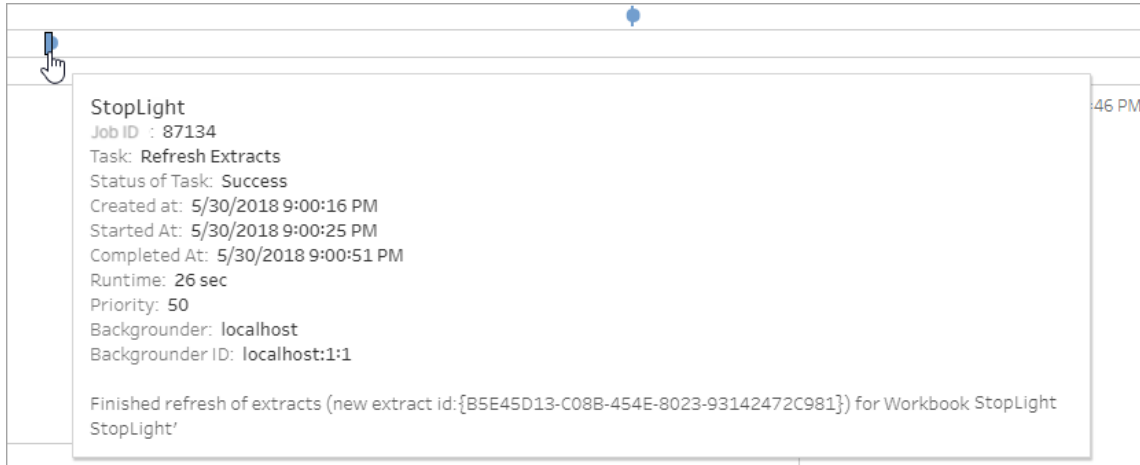 :46 PM
StopLight
Job ID : 87134
Task: Refresh Extracts
Status of Task: Success
Created at: 5/30/2018 9:00:16 PM
Started At: 5/30/2018 9:00:25 PM
Completed At: 5/30/2018 9:00:51 PM
Runtime: 26 sec
Priority: 50
Backgrounder: localhost
Backgrounder ID: localhost:1:1
Finished refresh of extracts (new extract id:{B5E45D13-C08B-454E-8023-93142472C981}) for Workbook StopLight
StopLight’